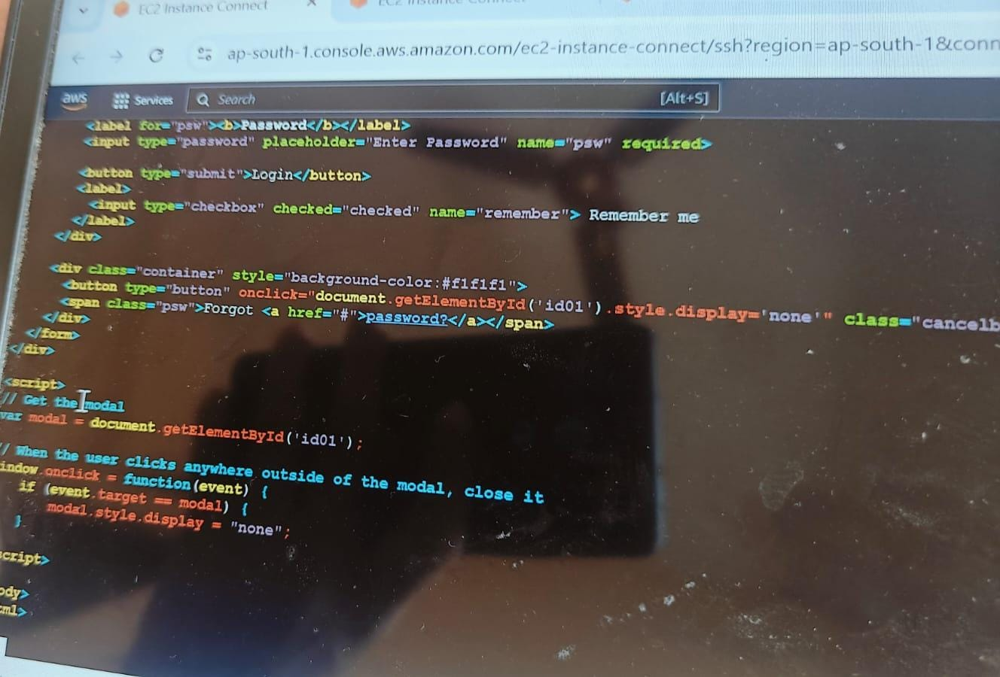 EC2 Instance Connect
ap-south-1.console.aws.amazon.com/ec2-instance-connect/ssh?region=ap-south-1&conn
aws Services Search [Alt+S]
<label for="psw"><b>Password</b></label>
<input type="password" placeholder="Enter Password" name="psw" required>
<button type="submit">Login</button>
<label>
<input type="checkbox" checked="checked" name="remember"> Remember me
</label>
</div>
<div class="container" style="background-color:#f1f1f1">
<button type="button" onclick="document.getElementById('id01').style.display='none'" class="cancelb
<span class="psw">Forgot <a href="#">password?</a></span>
</div>
</form>
</div>
<script>
// Get the modal
var modal = document.getElementById('id01');
/ When the user clicks anywhere outside of the modal, close it
indow.onclick = function(event) {
if (event.target == modal) {
modal.style.display = "none";
}
script>
ody>
tml>